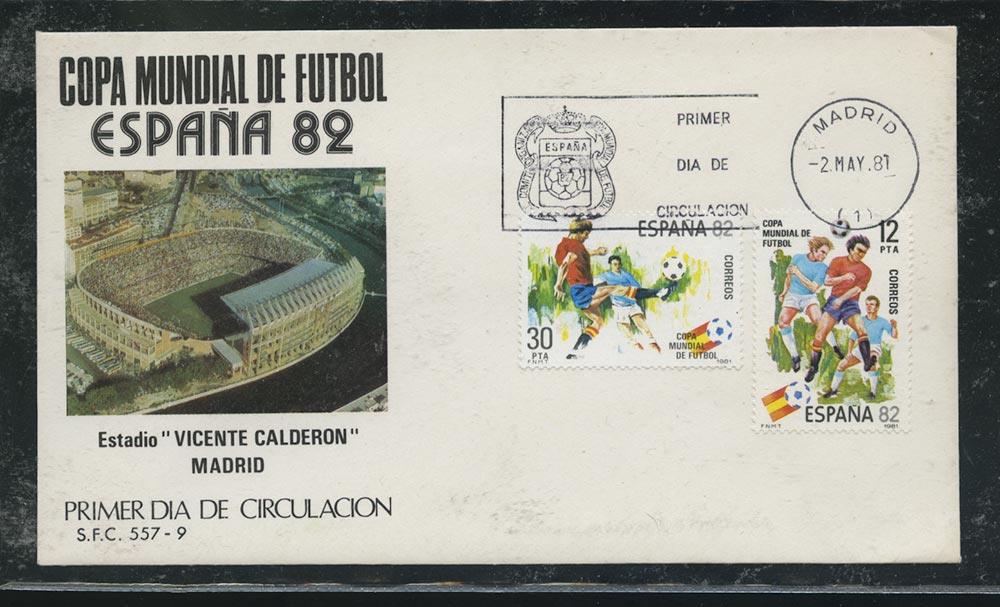 COPA MUNDIAL DE FUTBOL
ESPAÑA 82
Estadio "VICENTE CALDERON"
MADRID
PRIMER DIA DE CIRCULACION
S.F.C. 557 - 9
ESPAÑA
82
PRIMER
DIA DE
CIRCULACION
MADRID
-2. MAY. 81
(1)
ESPAÑA 82
CORREOS
30
PTA
COPA
MUNDIAL
DE FUTBOL
F.N.M.T.
1981
COPA
MUNDIAL DE
FUTBOL
12
PTA
CORREOS
ESPAÑA 82
F.N.M.T.
1981